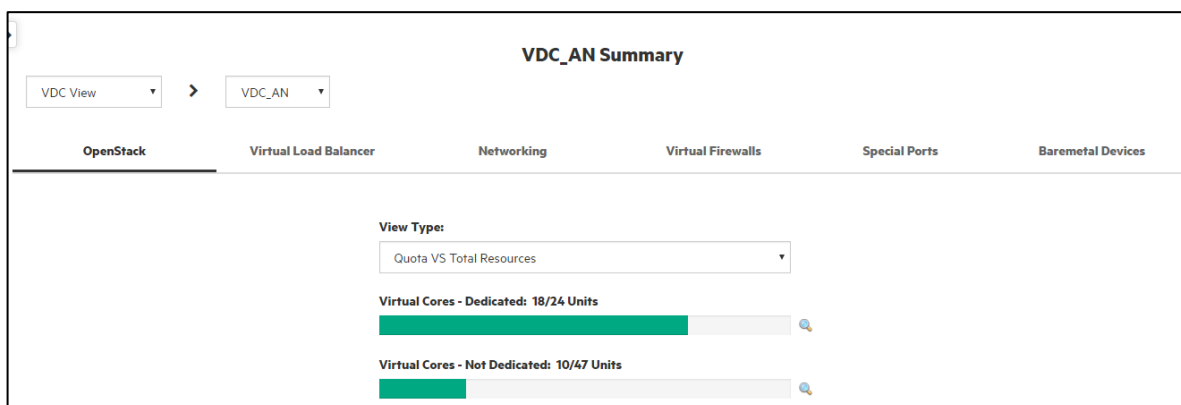 VDC_AN Summary
VDC View
VDC_AN
OpenStack Virtual Load Balancer Networking Virtual Firewalls Special Ports Baremetal Devices
View Type:
Quota VS Total Resources
Virtual Cores - Dedicated: 18/24 Units
Virtual Cores - Not Dedicated: 10/47 Units